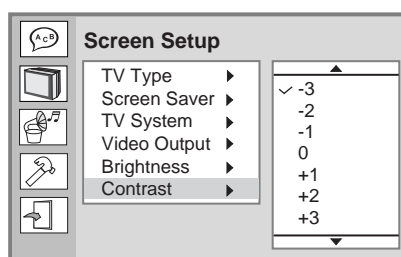 ACB
Screen Setup
TV Type
Screen Saver
TV System
Video Output
Brightness
Contrast
-3
-2
-1
0
+1
+2
+3